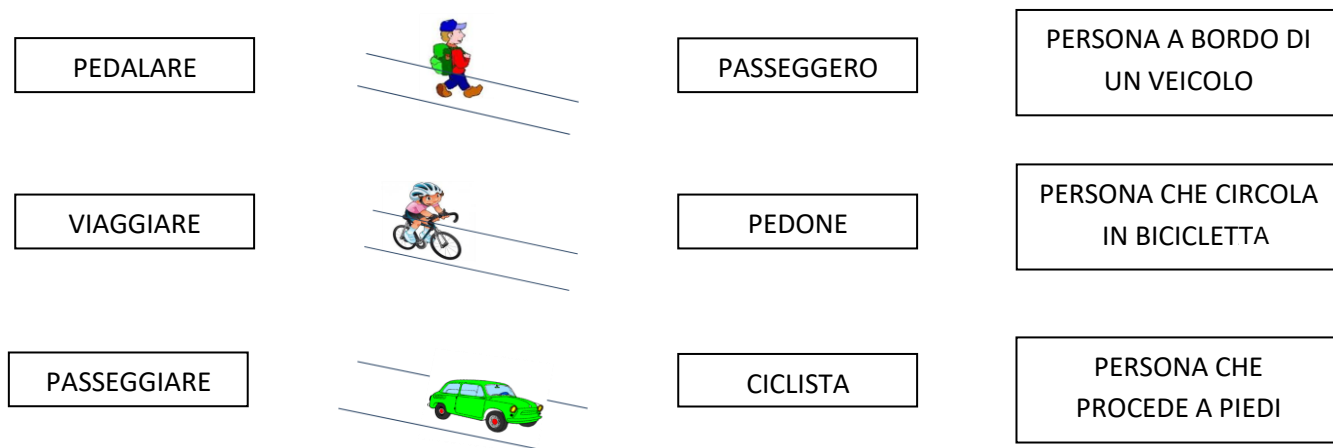 PEDALARE
PASSEGGERO
PERSONA A BORDO DI
UN VEICOLO
VIAGGIARE
PEDONE
PERSONA CHE CIRCOLA
IN BICICLETTA
PASSEGGIARE
CICLISTA
PERSONA CHE
PROCEDE A PIEDI